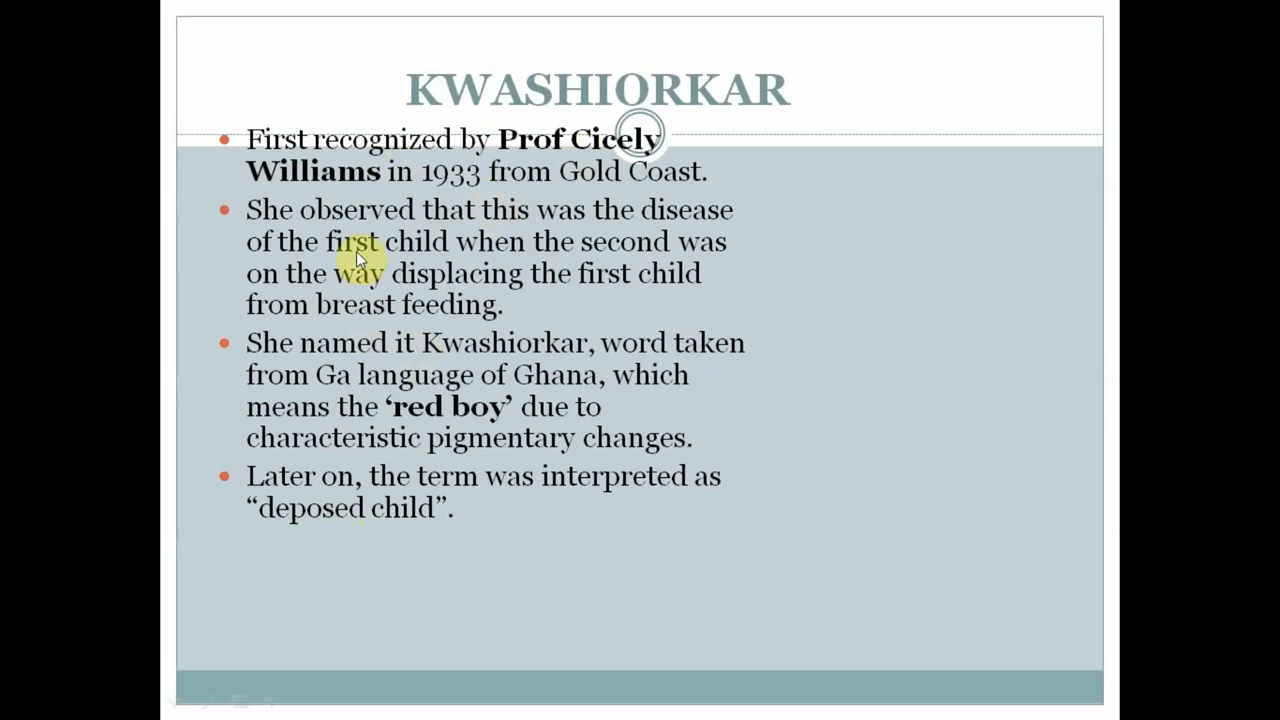 KWASHIORKAR
• First recognized by Prof Cicely
Williams in 1933 from Gold Coast.
• She observed that this was the disease
of the first child when the second was
on the way displacing the first child
from breast feeding.
• She named it Kwashiorkar, word taken
from Ga language of Ghana, which
means the ‘red boy’ due to
characteristic pigmentary changes.
• Later on, the term was interpreted as
“deposed child”.